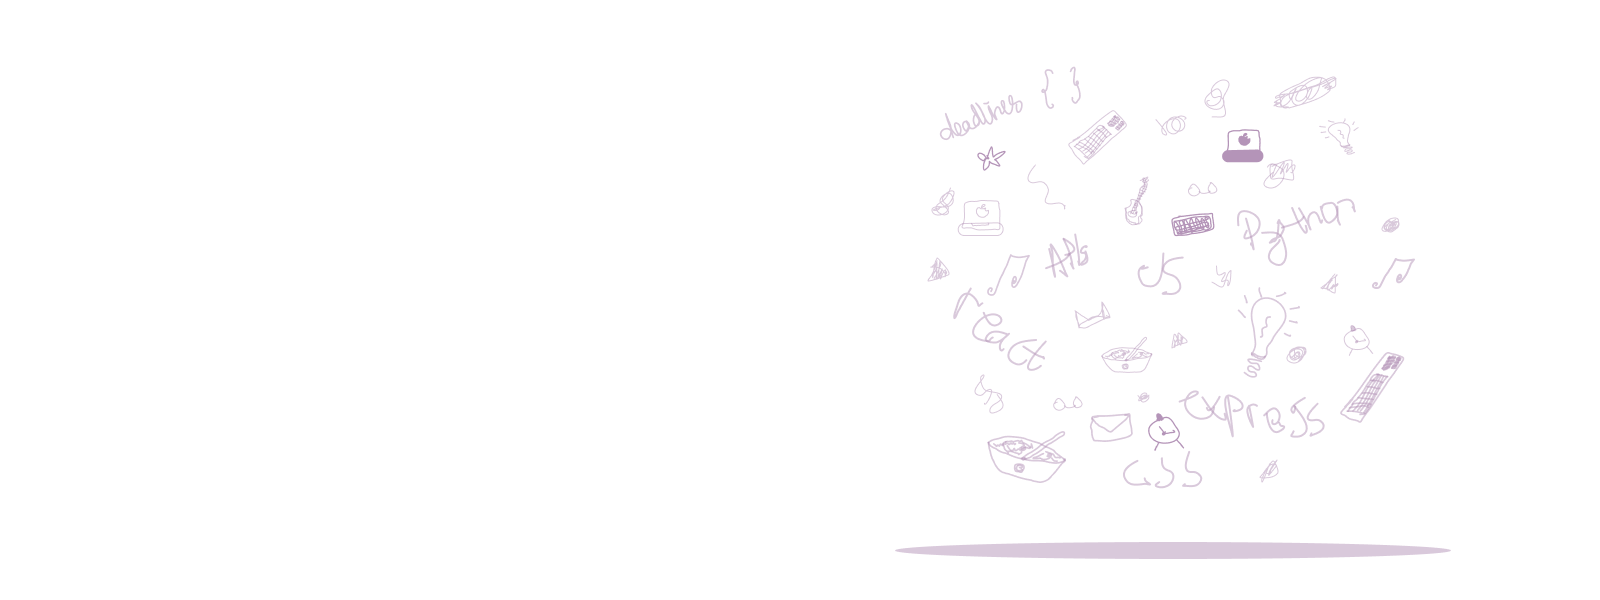 deadlines
{ }
Python
APIs
JS
react
express
CSS